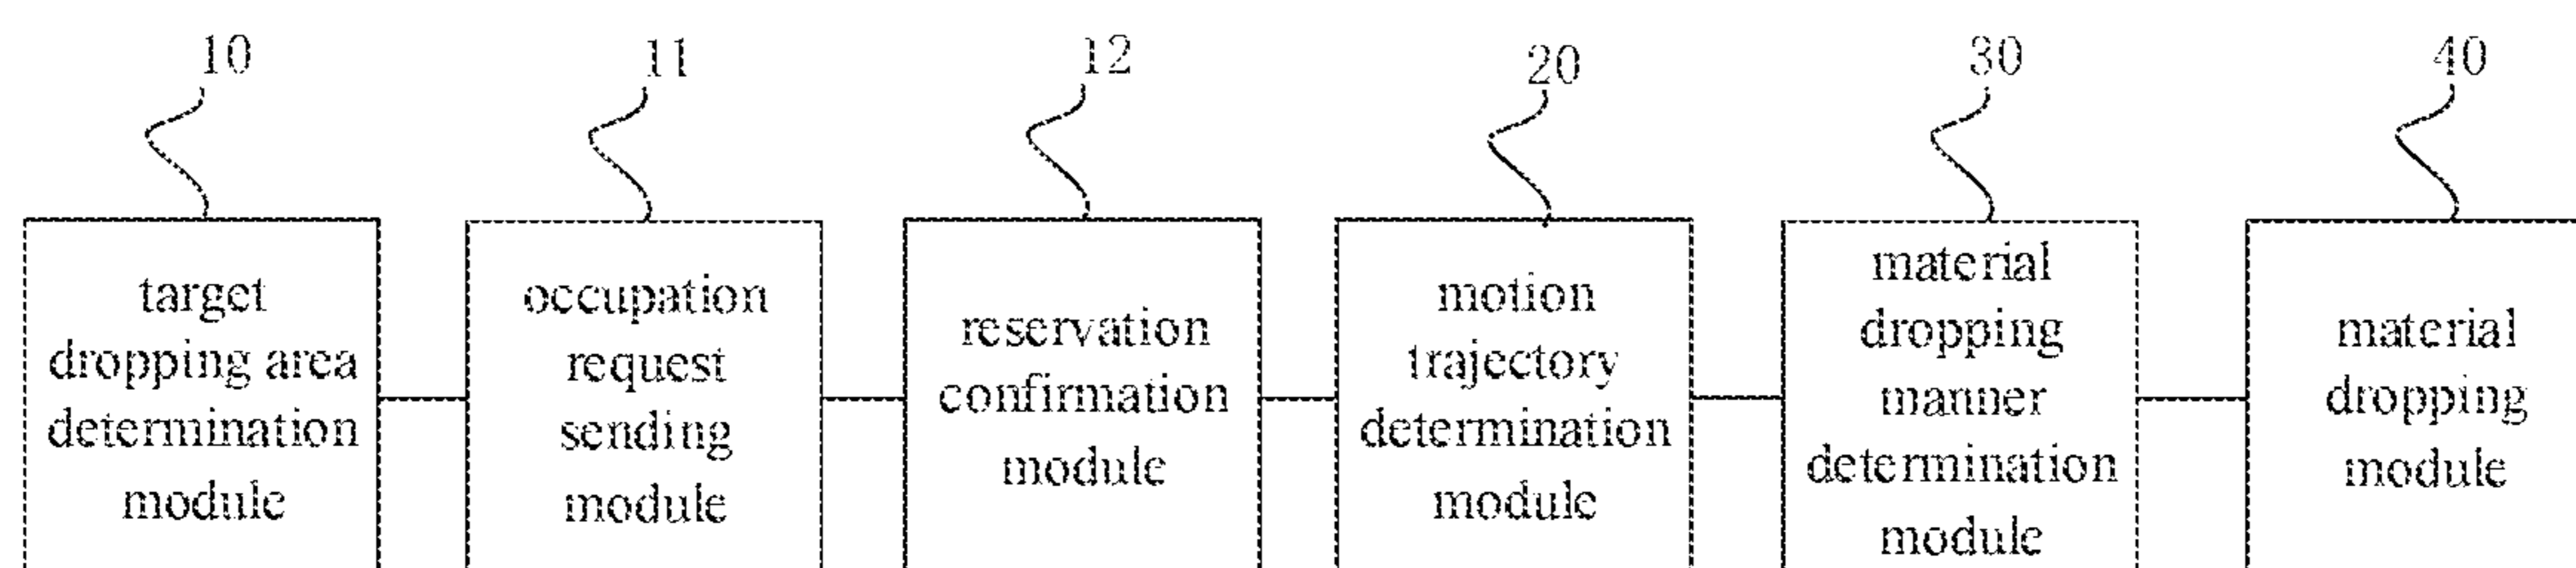 10
11
12
20
30
40
target
dropping area
determination
module
occupation
request
sending
module
reservation
confirmation
module
motion
trajectory
determination
module
material
dropping
manner
determination
module
material
dropping
module